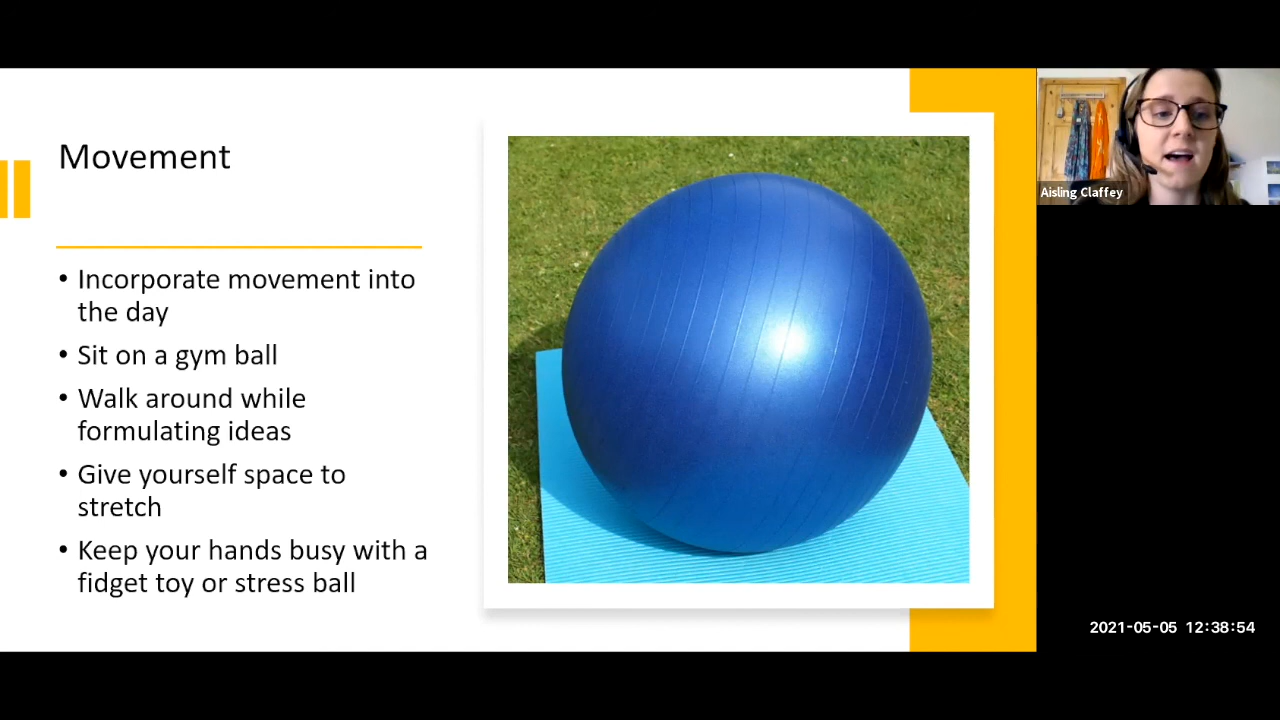 Movement
• Incorporate movement into
the day
• Sit on a gym ball
• Walk around while
formulating ideas
• Give yourself space to
stretch
• Keep your hands busy with a
fidget toy or stress ball
Aisling Claffey
2021-05-05 12:38:54